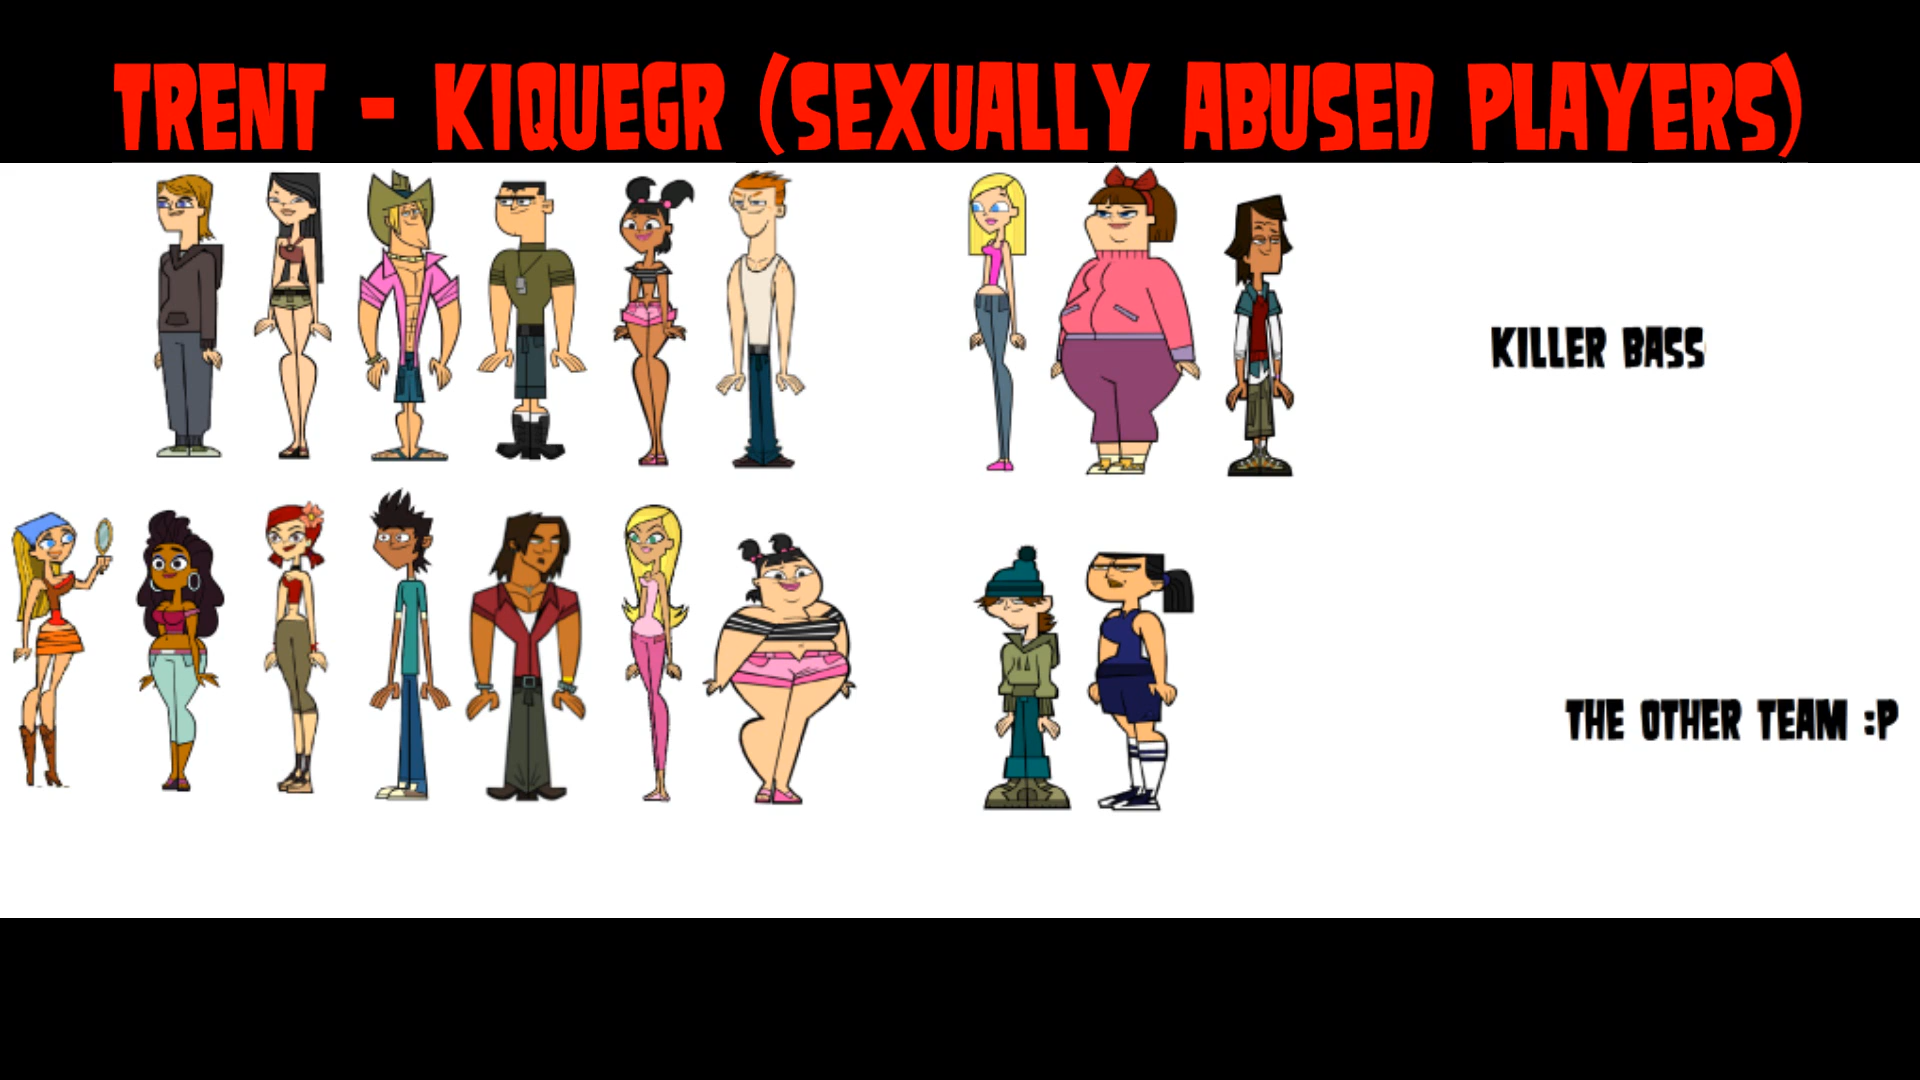 TRENT - KIQUEGR (SEXUALLY ABUSED PLAYERS)
KILLER BASS
THE OTHER TEAM :P